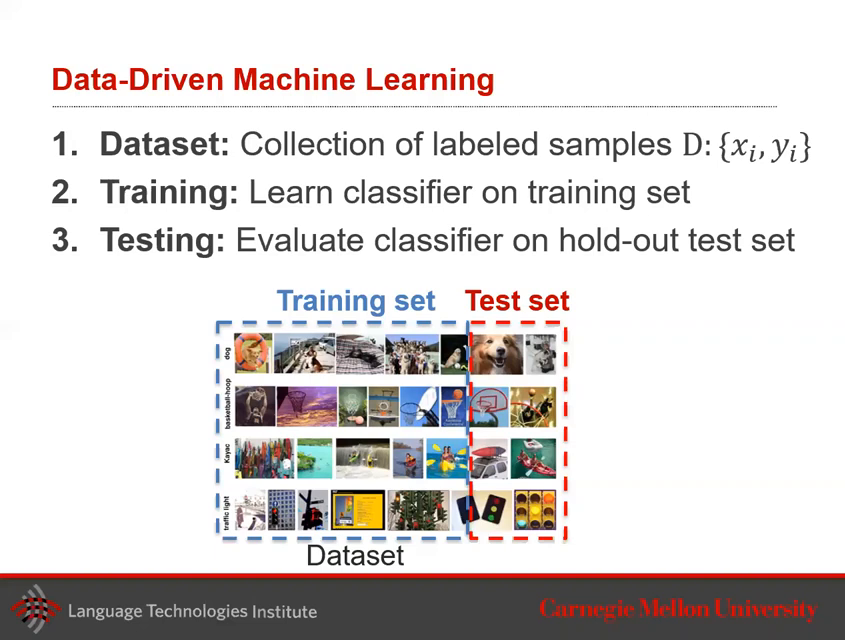 Data-Driven Machine Learning
1. Dataset: Collection of labeled samples D: {xᵢ, yᵢ}
2. Training: Learn classifier on training set
3. Testing: Evaluate classifier on hold-out test set
Training set Test set
dog
basketball-hoop
Kayac
traffic light
Dataset
Language Technologies Institute
Carnegie Mellon University